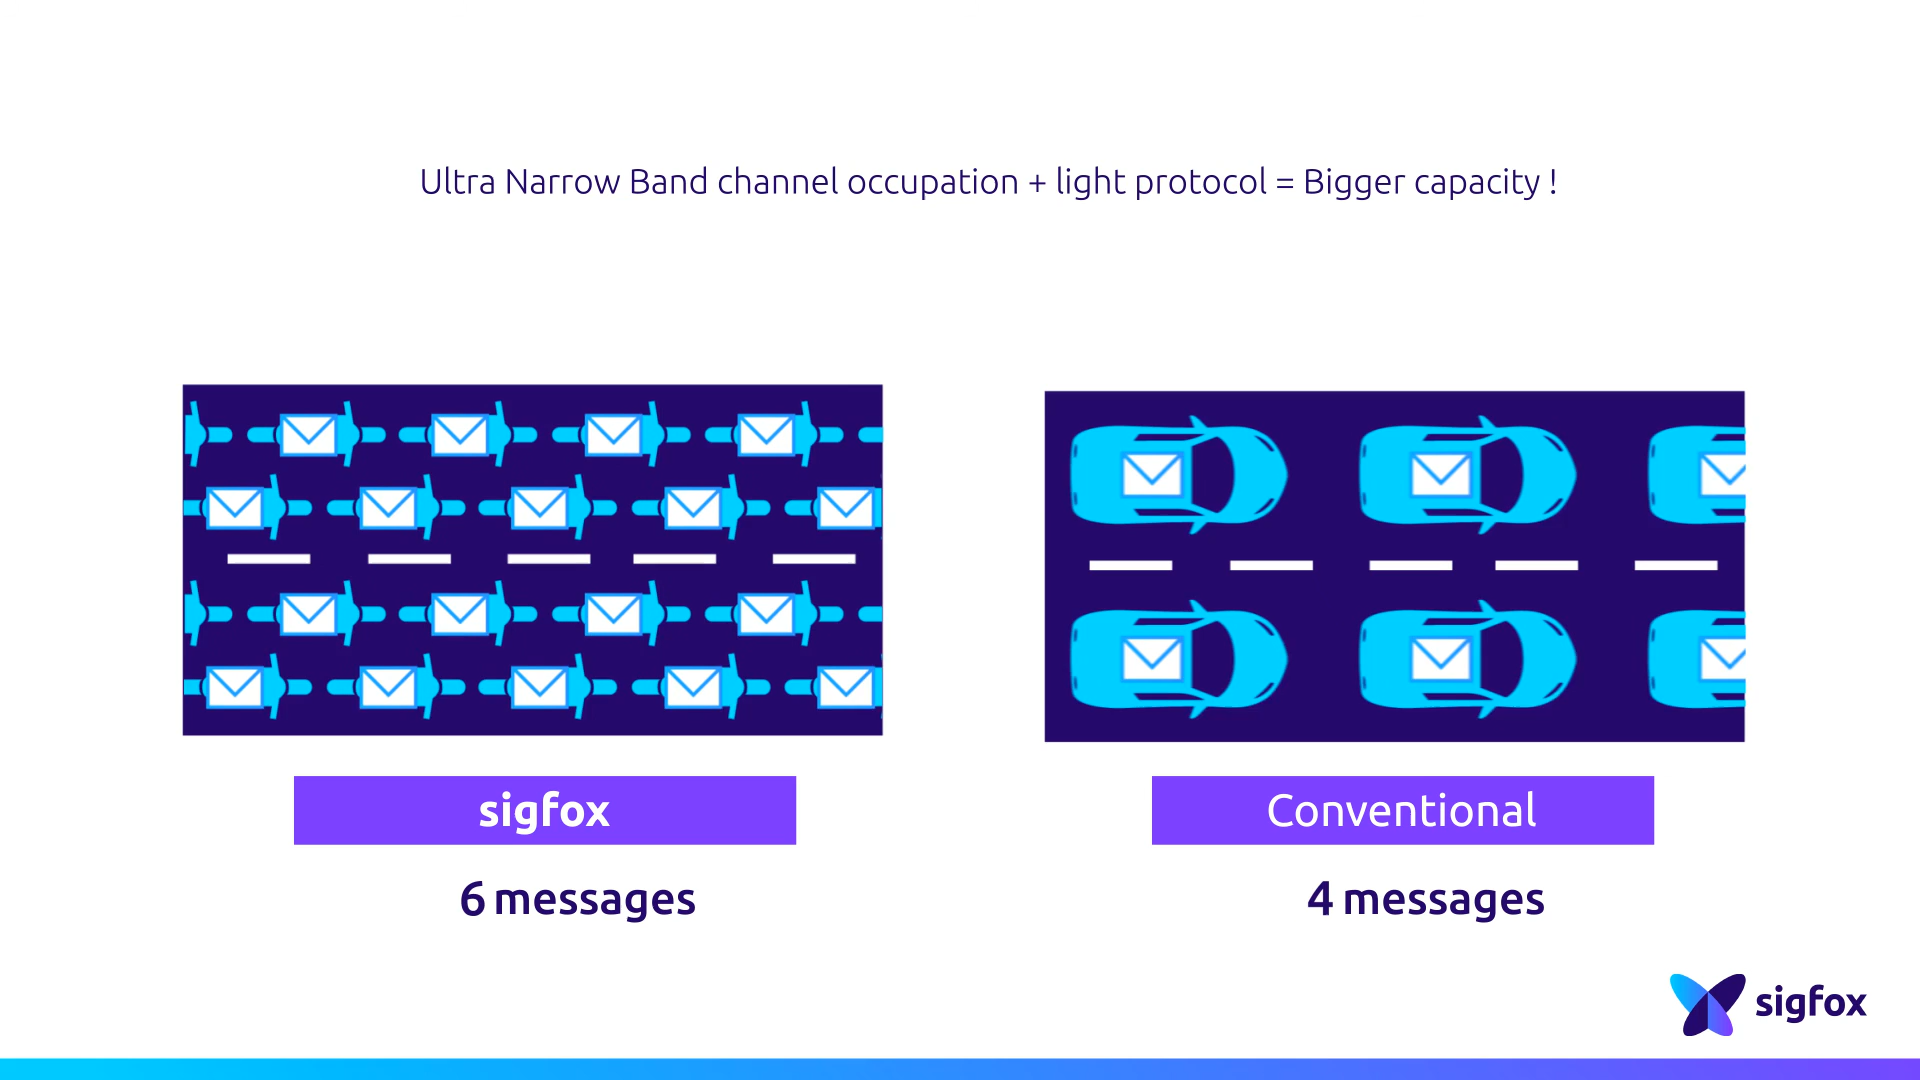 Ultra Narrow Band channel occupation + light protocol = Bigger capacity !
sigfox
Conventional
6 messages
4 messages
sigfox